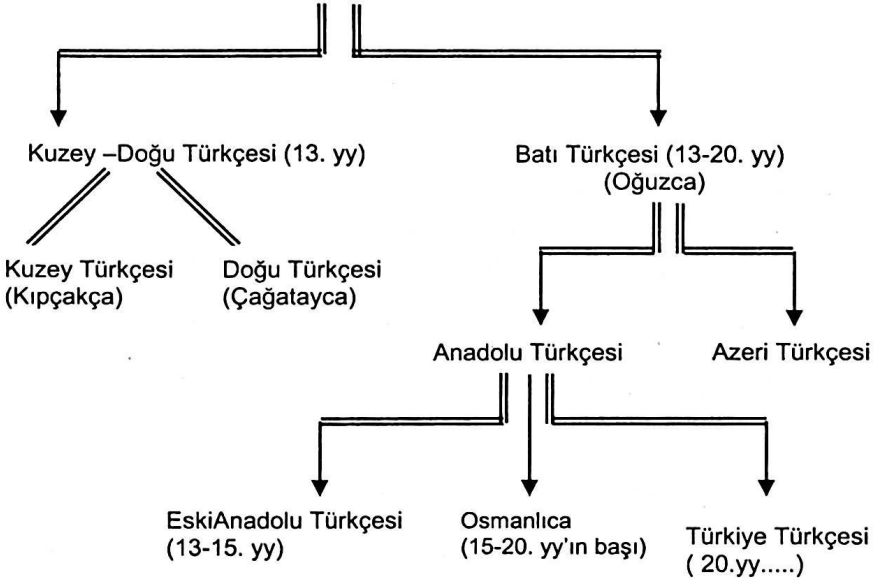 Kuzey –Doğu Türkçesi (13. yy)
Batı Türkçesi (13-20. yy)
(Oğuzca)
Kuzey Türkçesi
(Kıpçakça)
Doğu Türkçesi
(Çağatayca)
Anadolu Türkçesi
Azeri Türkçesi
EskiAnadolu Türkçesi
(13-15. yy)
Osmanlıca
(15-20. yy'ın başı)
Türkiye Türkçesi
( 20.yy.....)